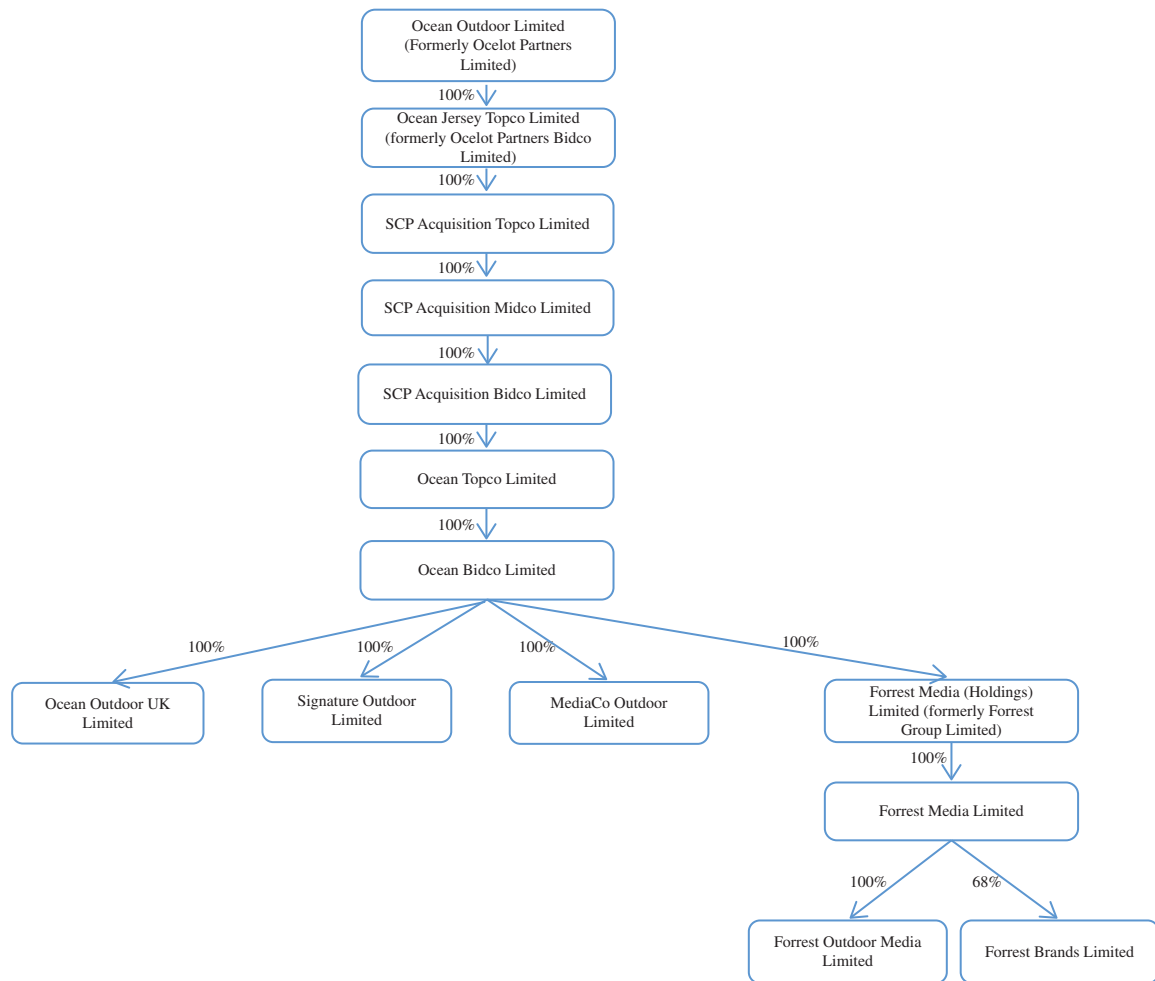 Ocean Outdoor Limited
(Formerly Ocelot Partners
Limited)
100%
Ocean Jersey Topco Limited
(formerly Ocelot Partners Bidco
Limited)
100%
SCP Acquisition Topco Limited
100%
SCP Acquisition Midco Limited
100%
SCP Acquisition Bidco Limited
100%
Ocean Topco Limited
100%
Ocean Bidco Limited
100%
100%
100%
100%
Ocean Outdoor UK
Limited
Signature Outdoor
Limited
MediaCo Outdoor
Limited
Forrest Media (Holdings)
Limited (formerly Forrest
Group Limited)
100%
Forrest Media Limited
100%
68%
Forrest Outdoor Media
Limited
Forrest Brands Limited